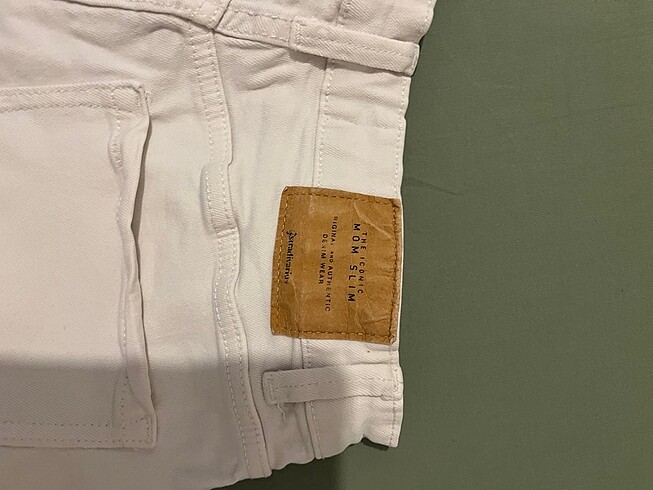 THE ICONIC
MOM SLIM
ORIGINAL AND AUTHENTIC
DENIM WEAR
Stradivarius